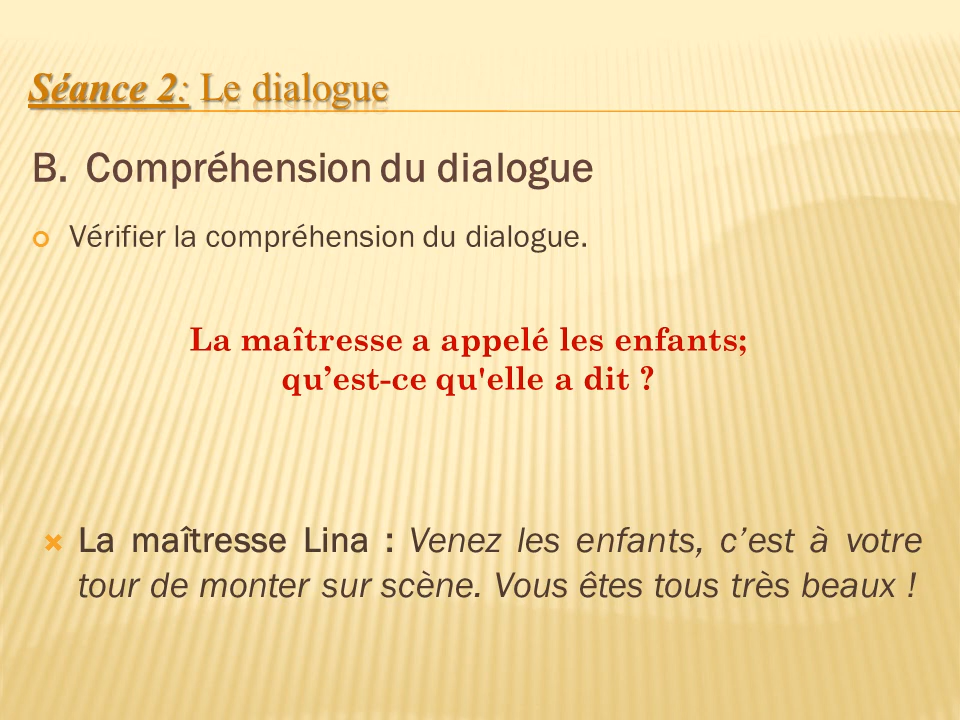 Séance 2: Le dialogue
B. Compréhension du dialogue
Vérifier la compréhension du dialogue.
La maîtresse a appelé les enfants;
qu’est-ce qu'elle a dit ?
La maîtresse Lina : Venez les enfants, c’est à votre
tour de monter sur scène. Vous êtes tous très beaux !